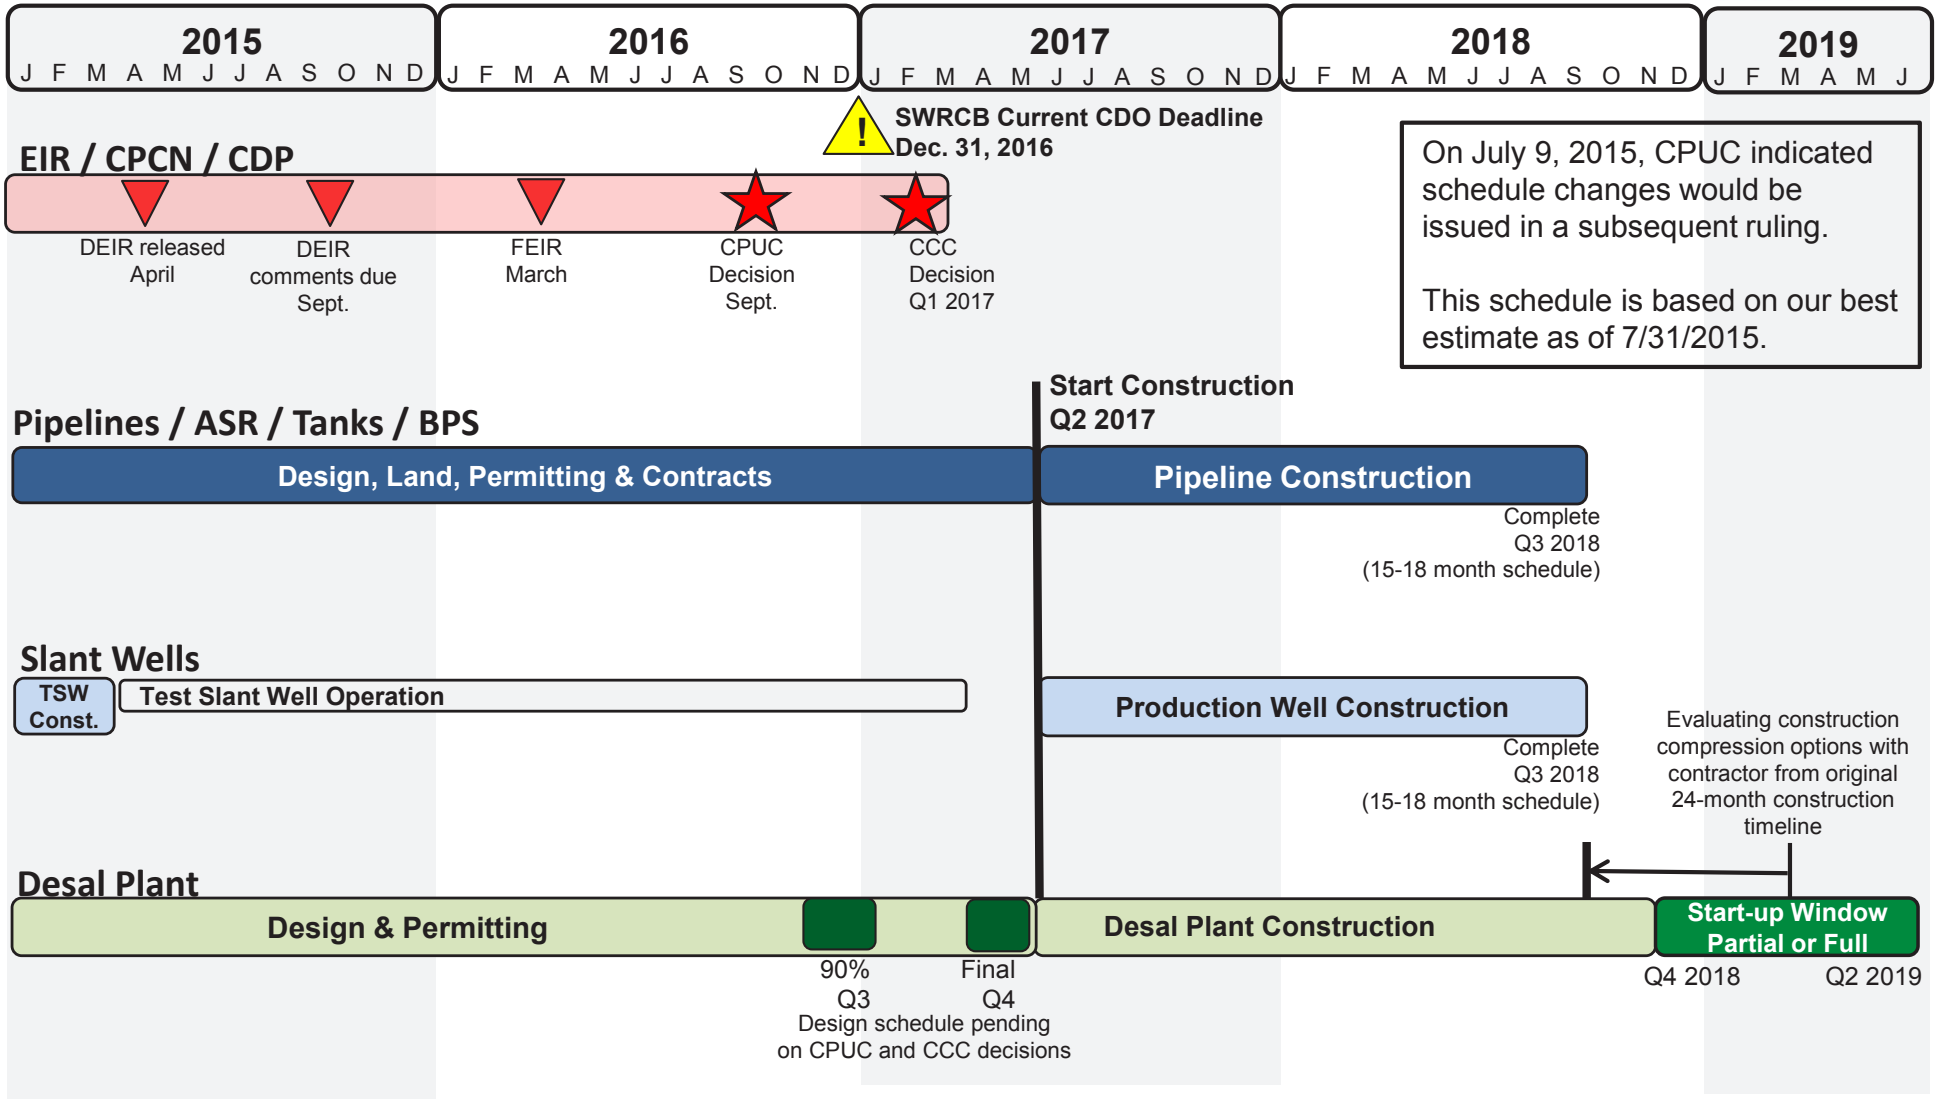 2015
J F M A M J J A S O N D
2016
J F M A M J J A S O N D
2017
J F M A M J J A S O N D
2018
J F M A M J J A S O N D
2019
J F M A M J
!
SWRCB Current CDO Deadline
Dec. 31, 2016
On July 9, 2015, CPUC indicated
schedule changes would be
issued in a subsequent ruling.
This schedule is based on our best
estimate as of 7/31/2015.
EIR / CPCN / CDP
DEIR released
April
DEIR
comments due
Sept.
FEIR
March
CPUC
Decision
Sept.
CCC
Decision
Q1 2017
Start Construction
Q2 2017
Pipelines / ASR / Tanks / BPS
Design, Land, Permitting & Contracts
Pipeline Construction
Complete
Q3 2018
(15-18 month schedule)
Slant Wells
TSW
Const.
Test Slant Well Operation
Production Well Construction
Complete
Q3 2018
(15-18 month schedule)
Evaluating construction
compression options with
contractor from original
24-month construction
timeline
Desal Plant
Design & Permitting
Desal Plant Construction
Start-up Window
Partial or Full
90%
Q3
Final
Q4
Design schedule pending
on CPUC and CCC decisions
Q4 2018
Q2 2019